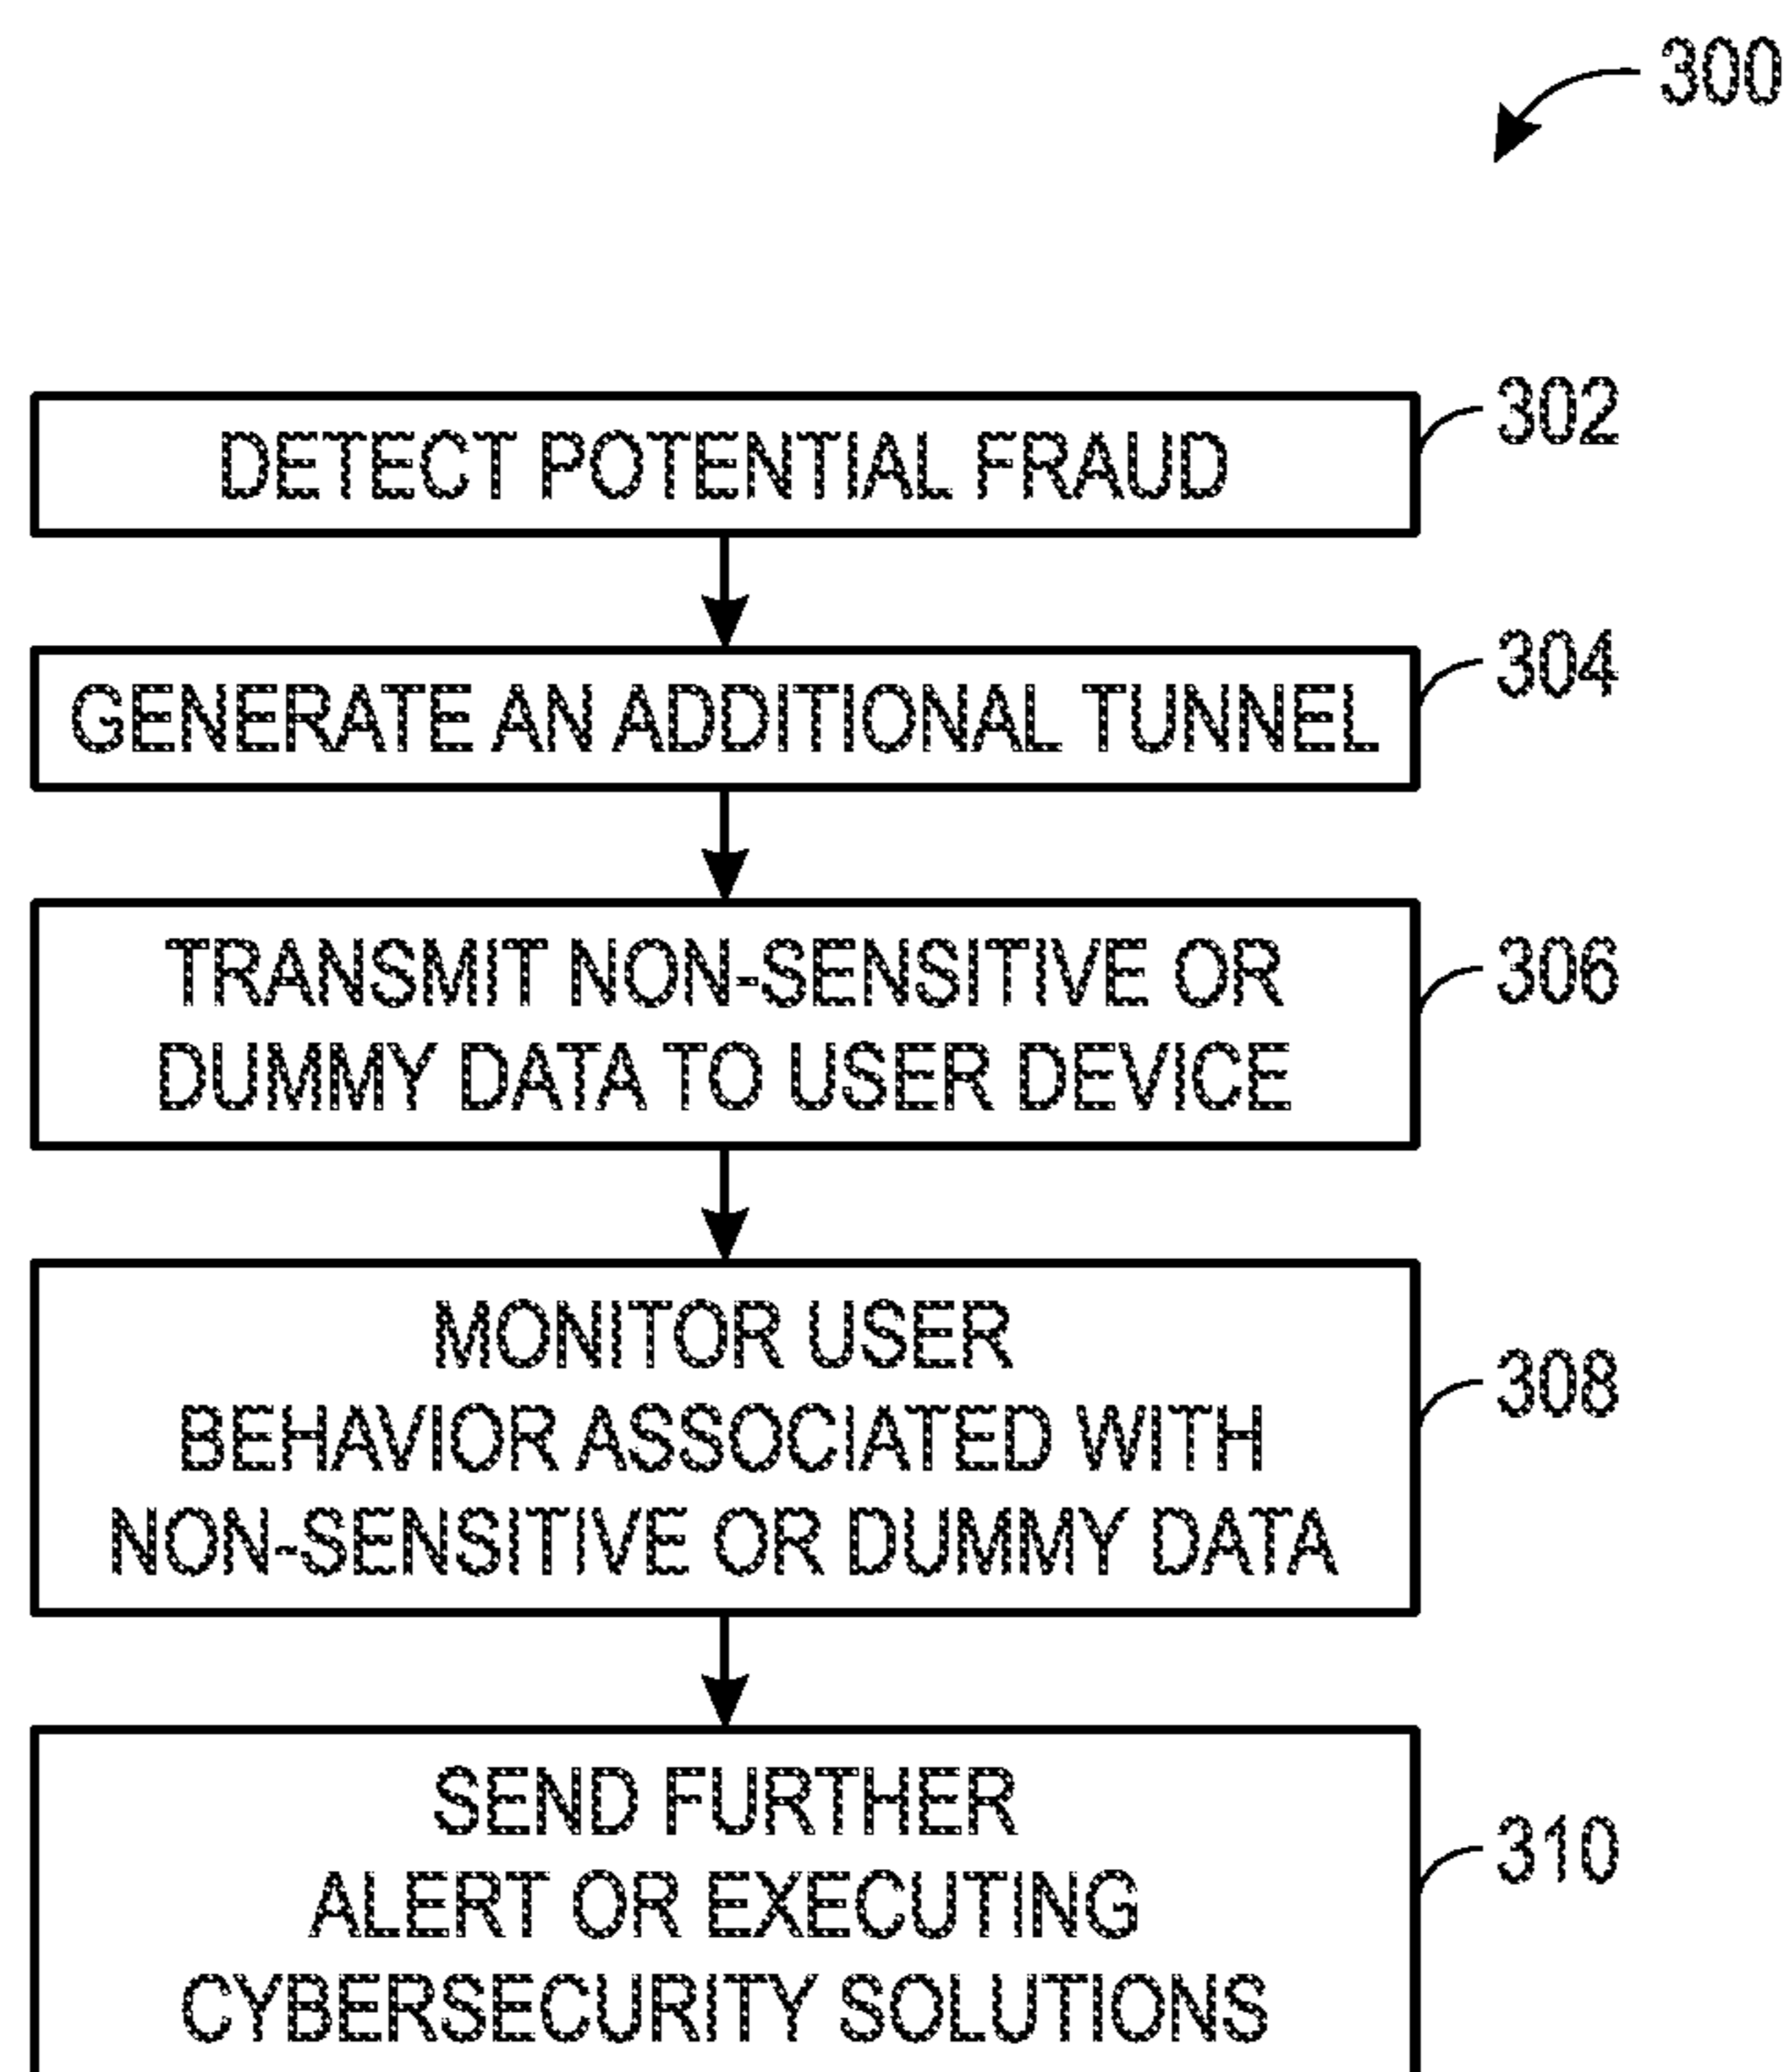 300
DETECT POTENTIAL FRAUD
302
GENERATE AN ADDITIONAL TUNNEL
304
TRANSMIT NON-SENSITIVE OR
DUMMY DATA TO USER DEVICE
306
MONITOR USER
BEHAVIOR ASSOCIATED WITH
NON-SENSITIVE OR DUMMY DATA
308
SEND FURTHER
ALERT OR EXECUTING
CYBERSECURITY SOLUTIONS
310